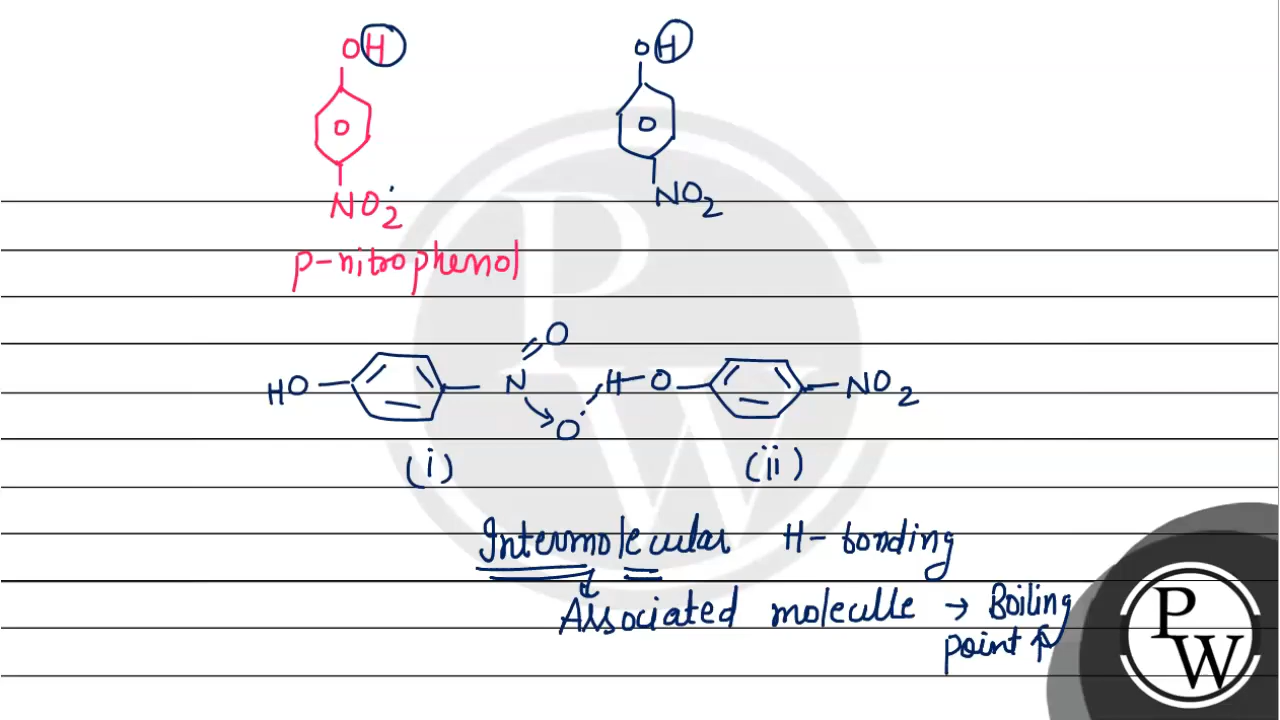 OH OH
NO2 NO2
p-nitrophenol
O
HO N H-O NO2
O
(i) (ii)
Intermolecular H-bonding
Associated molecule → Boiling
point ↑
P
W
P
W